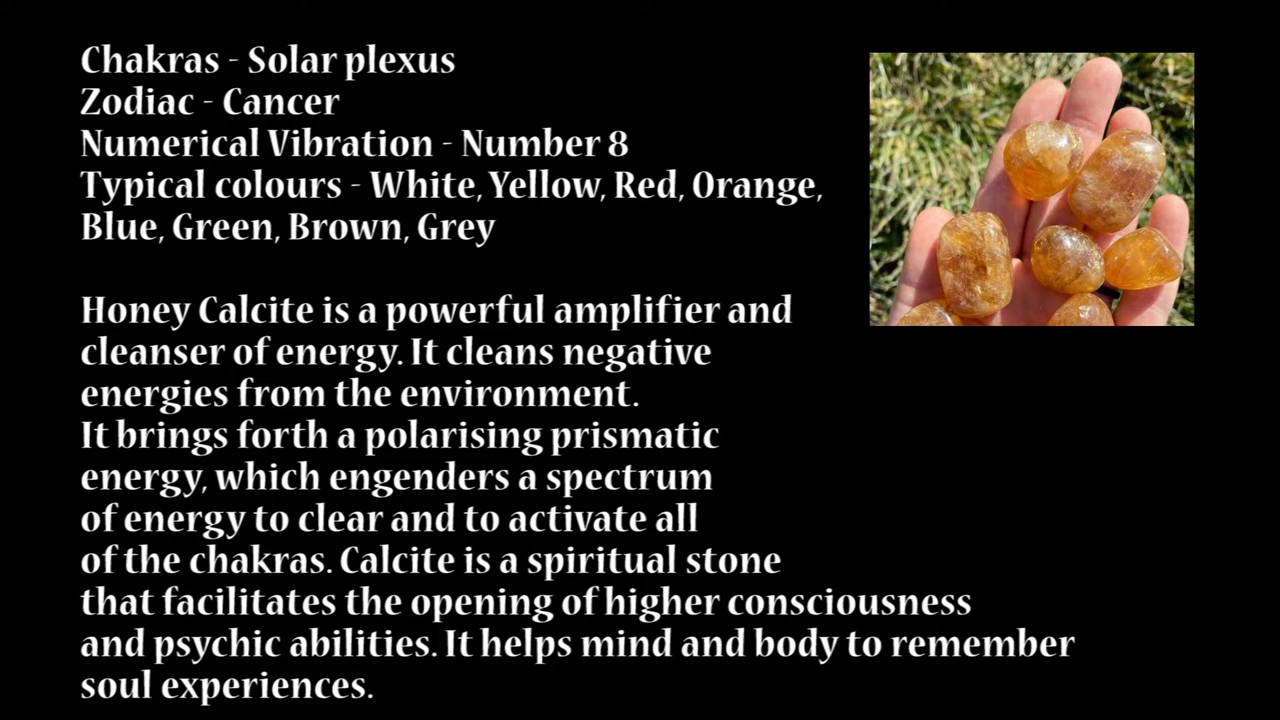 Chakras - Solar plexus
Zodiac - Cancer
Numerical Vibration - Number 8
Typical colours - White, Yellow, Red, Orange,
Blue, Green, Brown, Grey
Honey Calcite is a powerful amplifier and
cleanser of energy. It cleans negative
energies from the environment.
It brings forth a polarising prismatic
energy, which engenders a spectrum
of energy to clear and to activate all
of the chakras. Calcite is a spiritual stone
that facilitates the opening of higher consciousness
and psychic abilities. It helps mind and body to remember
soul experiences.